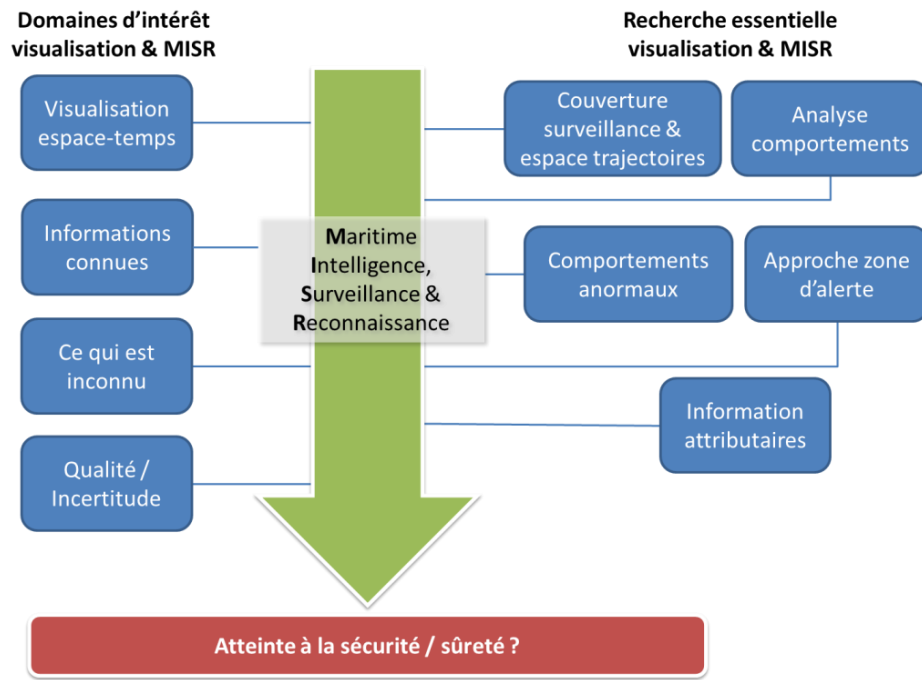 Domaines d'intérêt
visualisation & MISR
Recherche essentielle
visualisation & MISR
Visualisation
espace-temps
Couverture
surveillance &
espace trajectoires
Analyse
comportements
Informations
connues
Maritime
Intelligence,
Surveillance &
Reconnaissance
Comportements
anormaux
Approche zone
d'alerte
Ce qui est
inconnu
Information
attributaires
Qualité /
Incertitude
Atteinte à la sécurité / sûreté ?